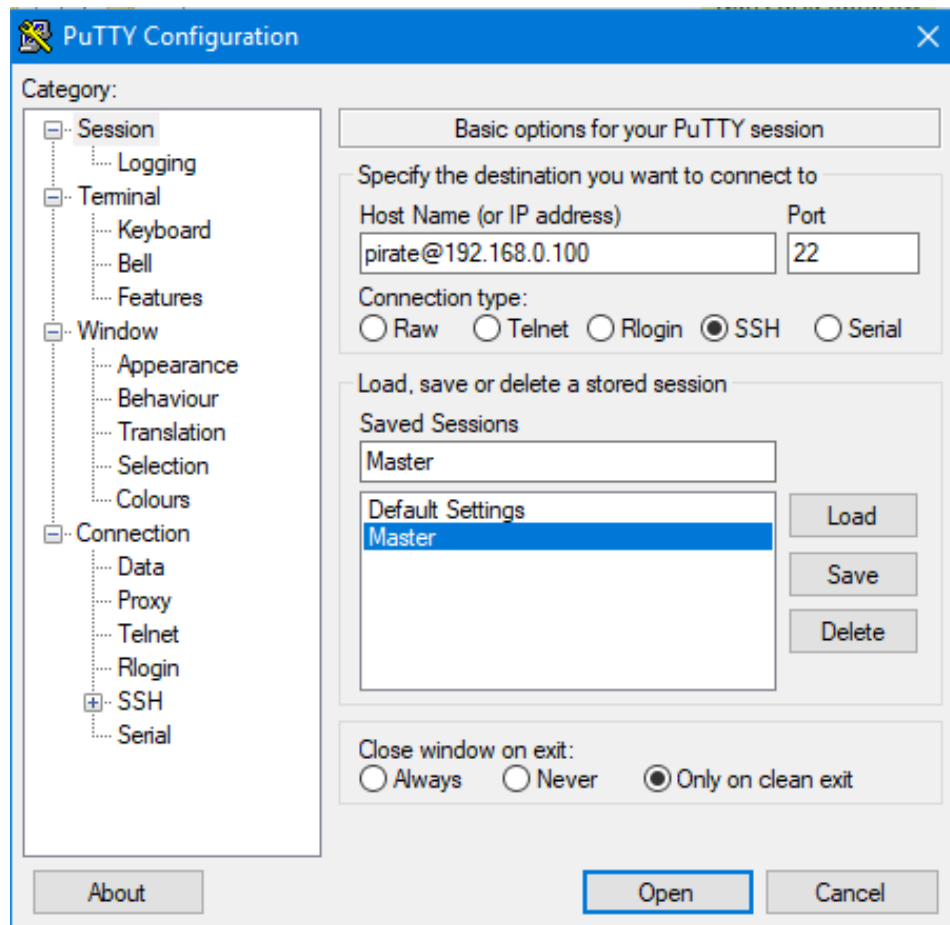 PuTTY Configuration
Category:
Session
Logging
Terminal
Keyboard
Bell
Features
Window
Appearance
Behaviour
Translation
Selection
Colours
Connection
Data
Proxy
Telnet
Rlogin
SSH
Serial
Basic options for your PuTTY session
Specify the destination you want to connect to
Host Name (or IP address) Port
pirate@192.168.0.100 22
Connection type:
Raw Telnet Rlogin SSH Serial
Load, save or delete a stored session
Saved Sessions
Master
Default Settings
Master
Load
Save
Delete
Close window on exit:
Always Never Only on clean exit
About Open Cancel